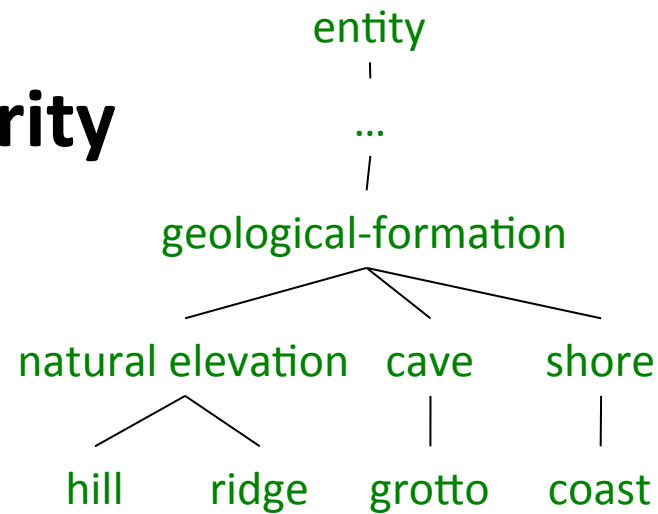 entity
rity
...
geological-formation
natural elevation cave shore
hill ridge grotto coast